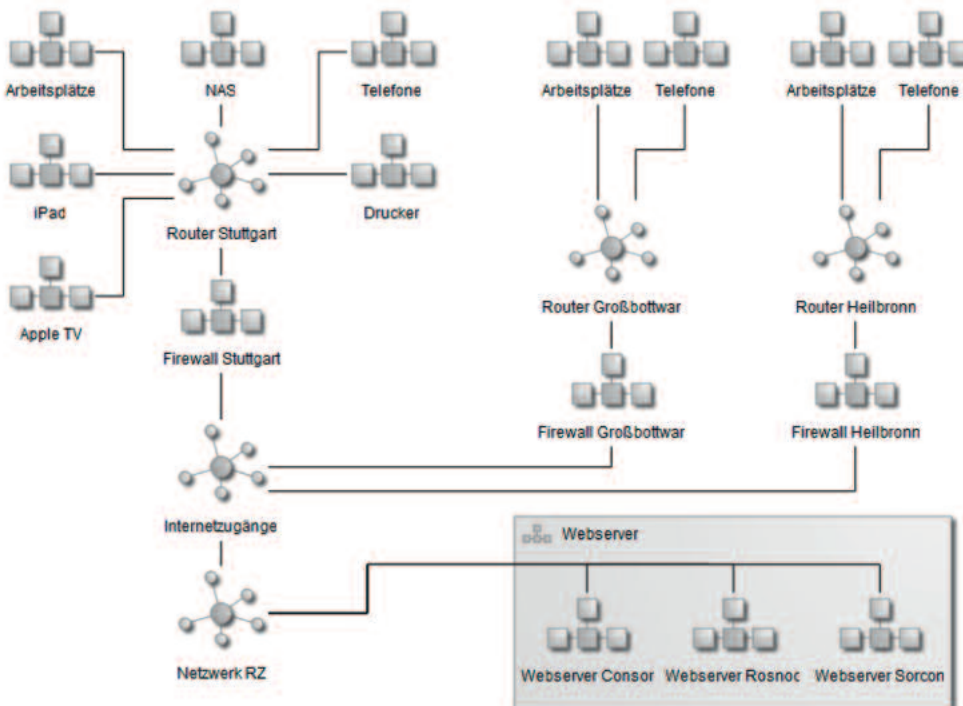 Arbeitsplätze
NAS
Telefone
Arbeitsplätze
Telefone
Arbeitsplätze
Telefone
iPad
Router Stuttgart
Drucker
Apple TV
Router Großbottwar
Router Heilbronn
Firewall Stuttgart
Firewall Großbottwar
Firewall Heilbronn
Internetzugänge
Webserver
Netzwerk RZ
Webserver Consor
Webserver Rosnoc
Webserver Sorcon